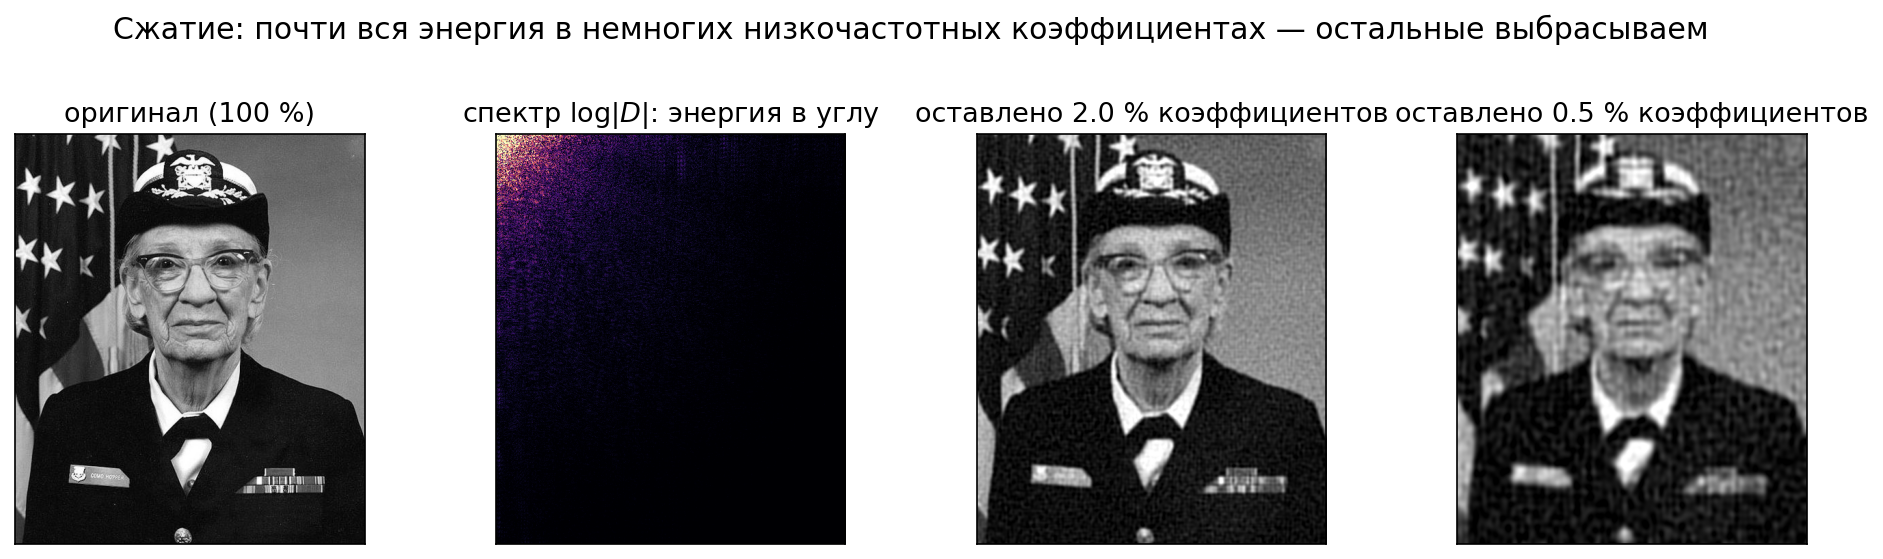 Сжатие: почти вся энергия в немногих низкочастотных коэффициентах — остальные выбрасываем
оригинал (100 %)
спектр log|D|: энергия в углу
оставлено 2.0 % коэффициентов
оставлено 0.5 % коэффициентов